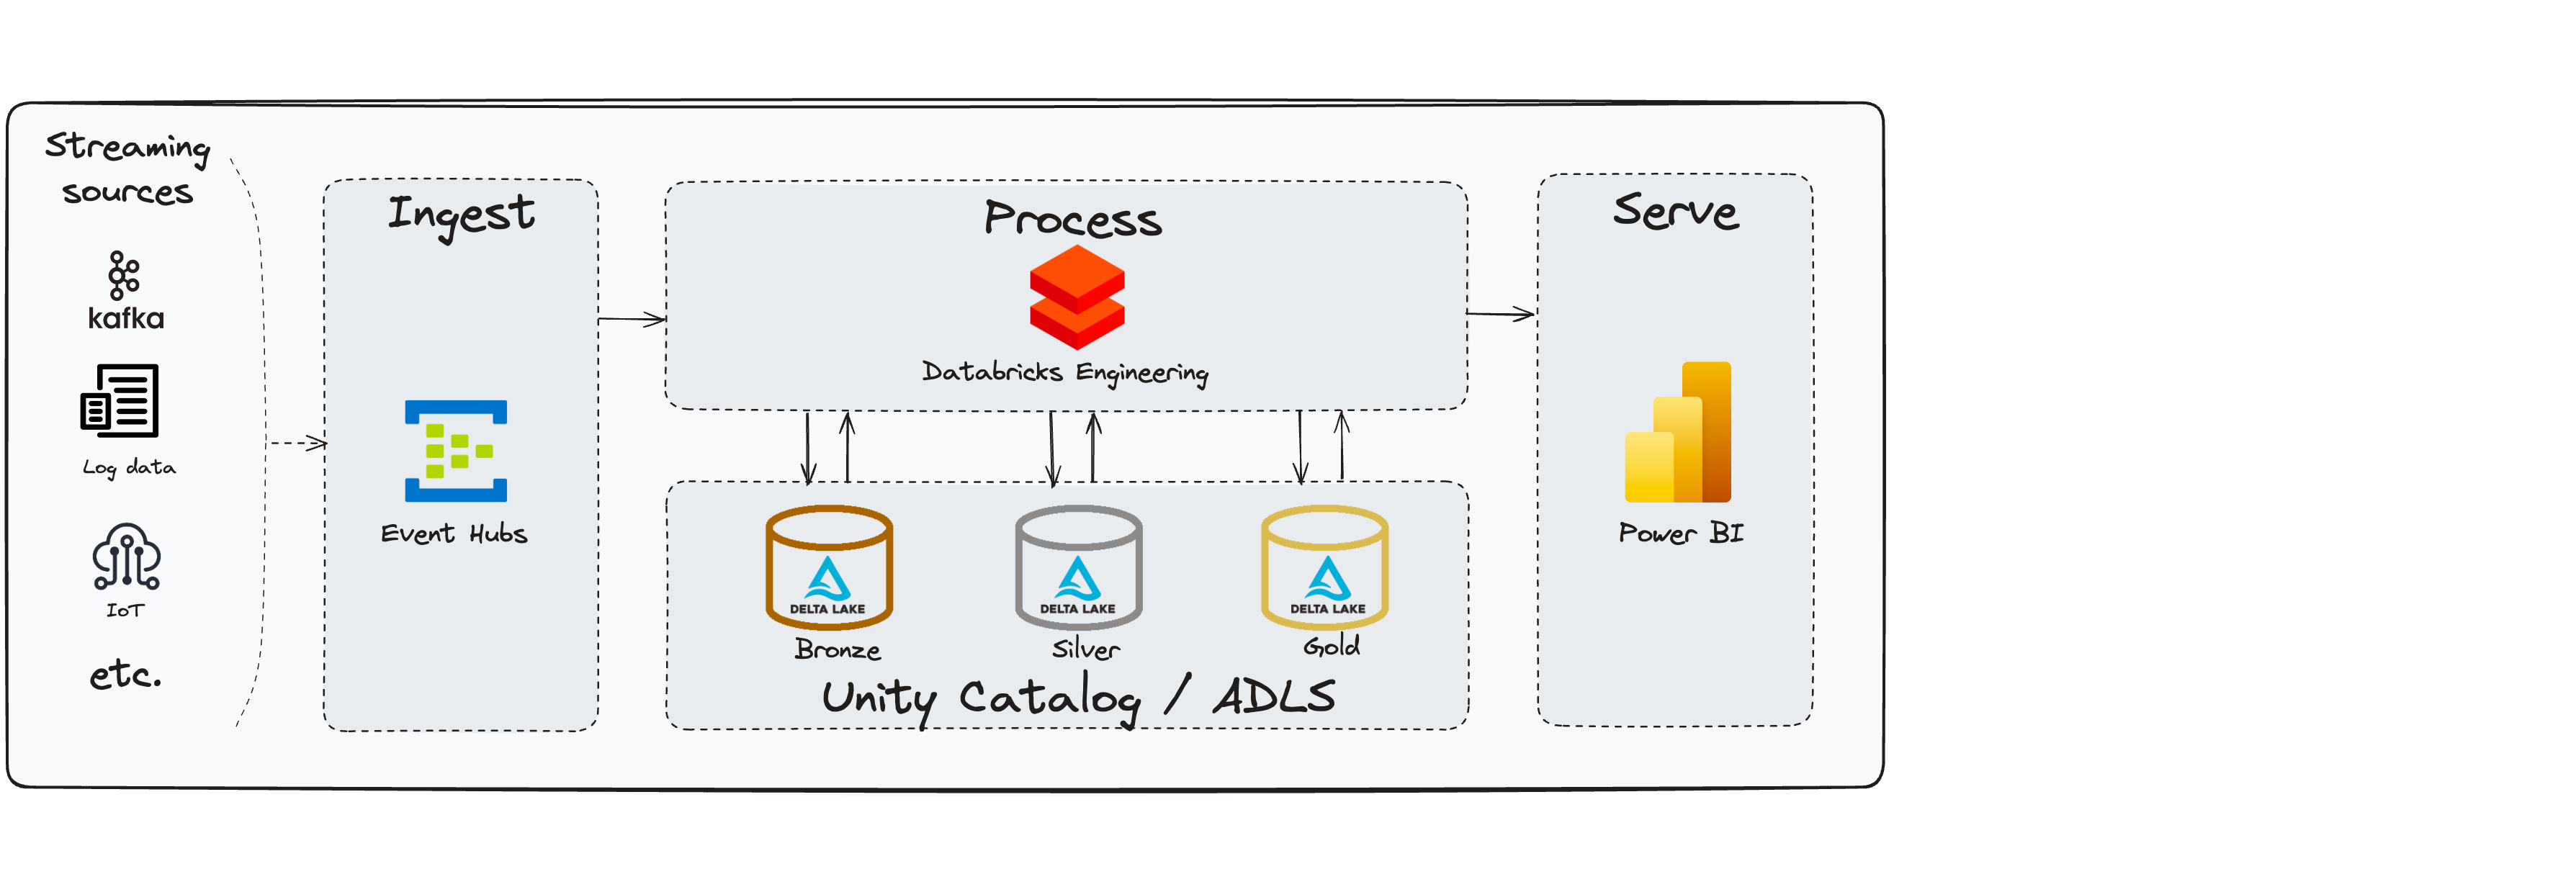 Streaming
sources
kafka
Log data
IoT
etc.
Ingest
Event Hubs
Process
Databricks Engineering
DELTA LAKE
Bronze
DELTA LAKE
Silver
DELTA LAKE
Gold
Unity Catalog / ADLS
Serve
Power BI